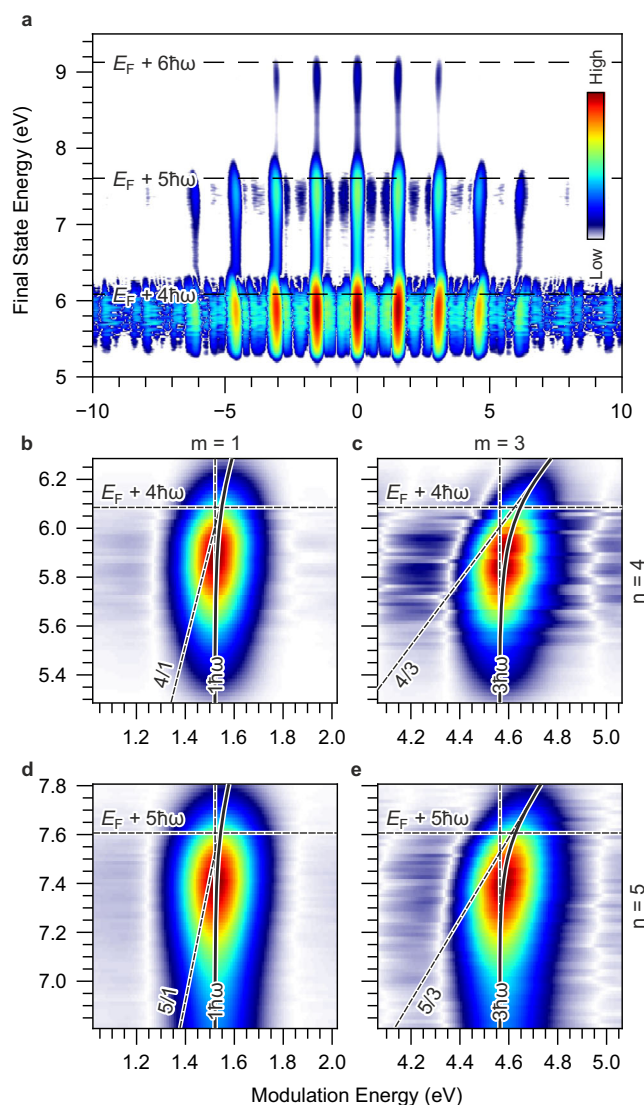 a
E_F + 6ħω
E_F + 5ħω
E_F + 4ħω
High
Low
Final State Energy (eV)
9
8
7
6
5
−10 −5 0 5 10
b m = 1
c m = 3
E_F + 4ħω
E_F + 4ħω
6.2
6.0
5.8
5.6
5.4
4/1
1ħω
4/3
3ħω
n = 4
1.2 1.4 1.6 1.8 2.0
4.2 4.4 4.6 4.8 5.0
d
e
E_F + 5ħω
E_F + 5ħω
7.8
7.6
7.4
7.2
7.0
5/1
1ħω
5/3
3ħω
n = 5
1.2 1.4 1.6 1.8 2.0
4.2 4.4 4.6 4.8 5.0
Modulation Energy (eV)